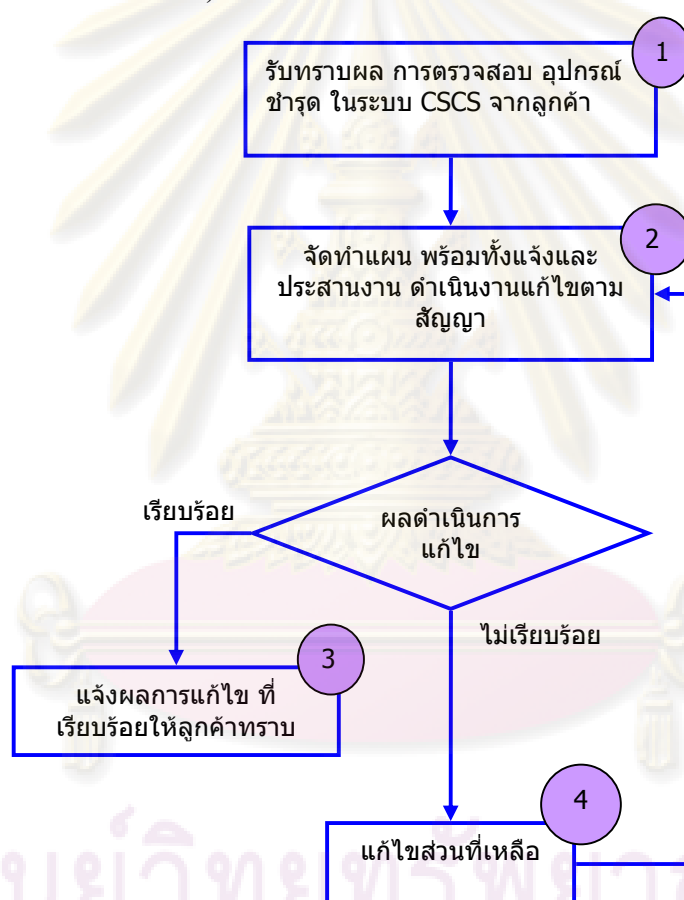 1
รับทราบผล การตรวจสอบ อุปกรณ์
ชำรุด ในระบบ CSCS จากลูกค้า
2
จัดทำแผน พร้อมทั้งแจ้งและ
ประสานงาน ดำเนินงานแก้ไขตาม
สัญญา
เรียบร้อย
ผลดำเนินการ
แก้ไข
ไม่เรียบร้อย
3
แจ้งผลการแก้ไข ที่
เรียบร้อยให้ลูกค้าทราบ
4
แก้ไขส่วนที่เหลือ